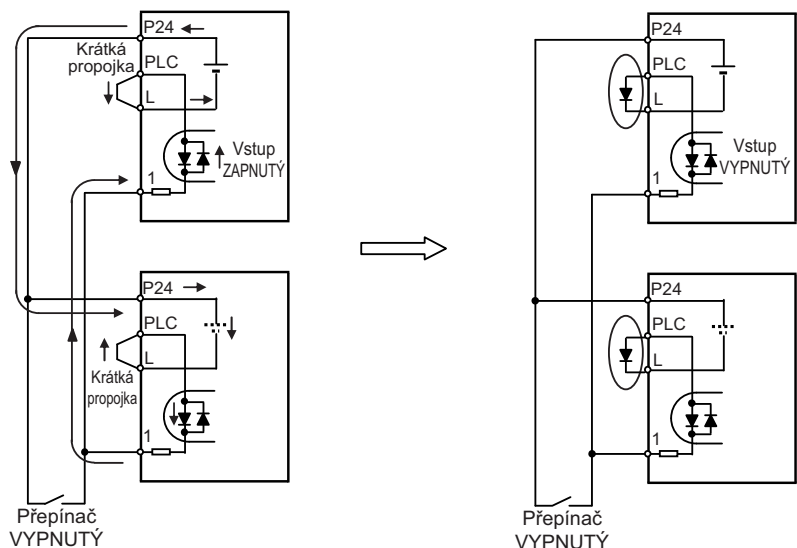 P24
Krátká
propojka
PLC
L
Vstup
ZAPNUTÝ
1
P24
PLC
L
Krátká
propojka
1
Přepínač
VYPNUTÝ
P24
PLC
L
Vstup
VYPNUTÝ
1
P24
PLC
L
1
Přepínač
VYPNUTÝ